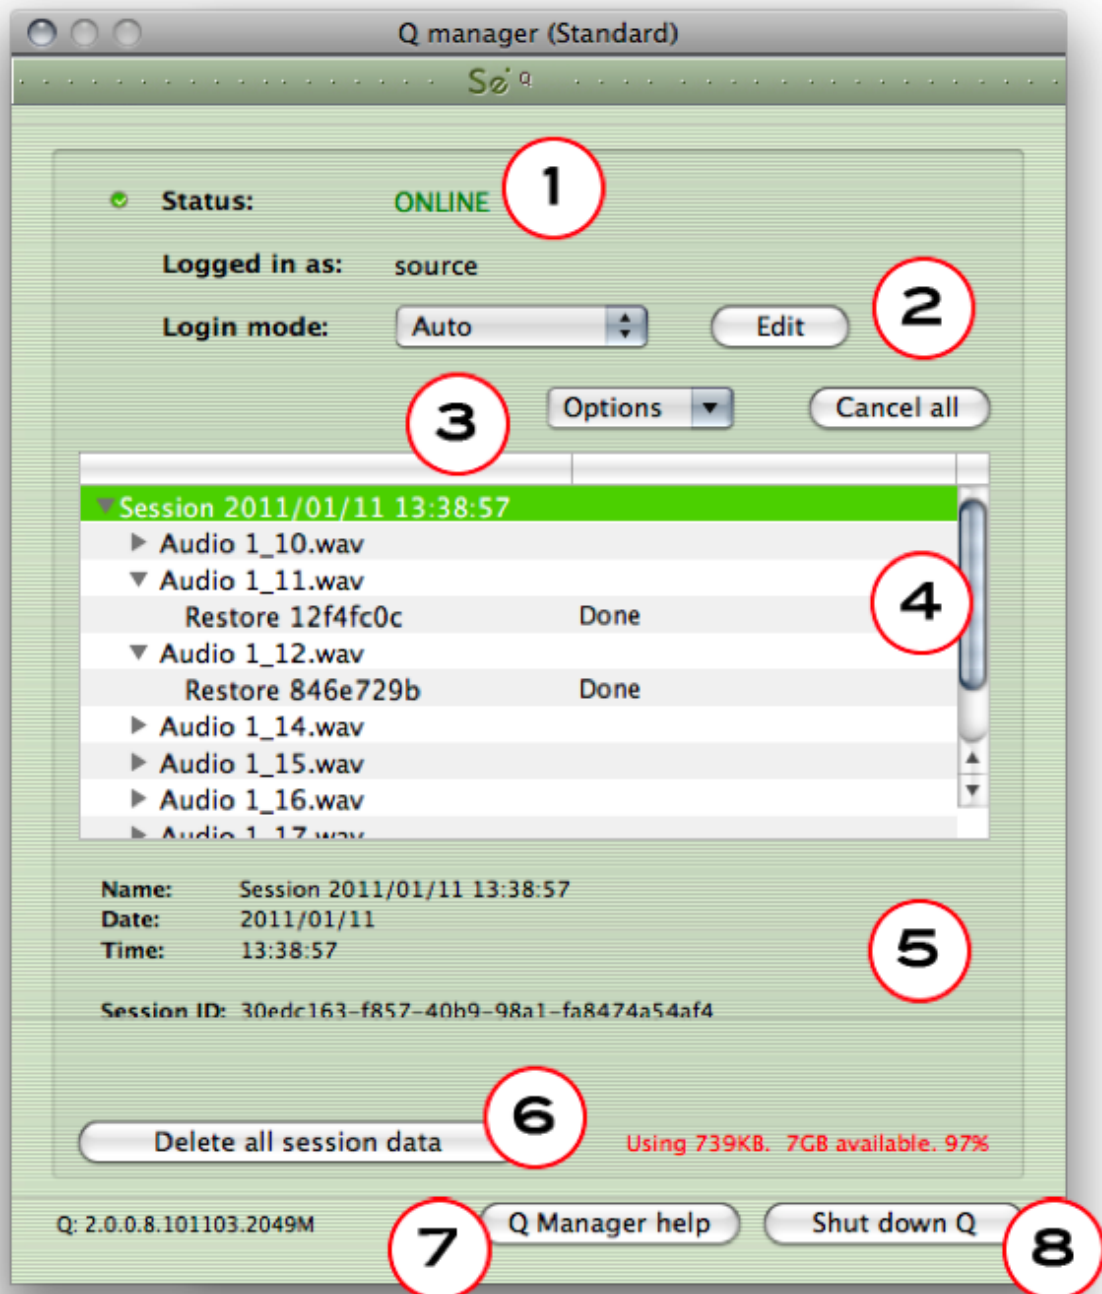 Q manager (Standard)
Se Q
Status: ONLINE 1
Logged in as: source
Login mode: Auto Edit 2
3 Options Cancel all
Session 2011/01/11 13:38:57
Audio 1_10.wav
Audio 1_11.wav
4
Restore 12f4fc0c Done
Audio 1_12.wav
Restore 846e729b Done
Audio 1_14.wav
Audio 1_15.wav
Audio 1_16.wav
Audio 1_17.wav
Name: Session 2011/01/11 13:38:57
Date: 2011/01/11
Time: 13:38:57
5
Session ID: 30edc163-f857-40b9-98a1-fa8474a54af4
Delete all session data 6 Using 739KB. 7GB available. 97%
Q: 2.0.0.8.101103.2049M 7 Q Manager help Shut down Q 8